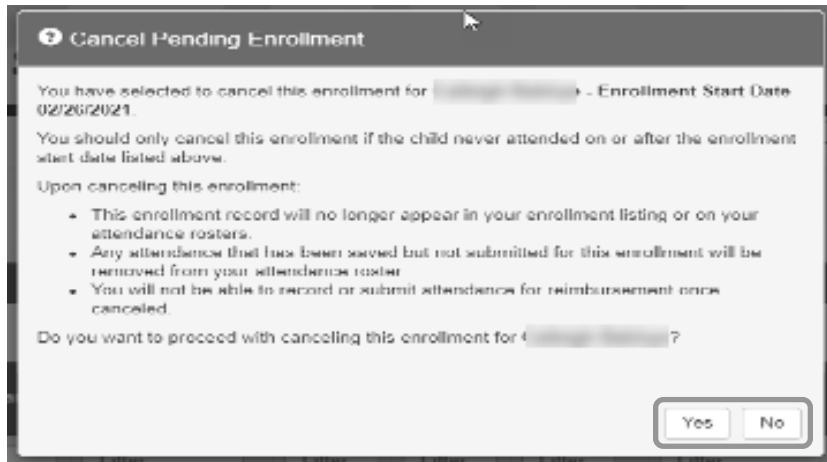 Cancel Pending Enrollment
You have selected to cancel this enrollment for - Enrollment Start Date
02/26/2021.
You should only cancel this enrollment if the child never attended on or after the enrollment
start date listed above.
Upon canceling this enrollment:
• This enrollment record will no longer appear in your enrollment listing or on your
attendance rosters.
• Any attendance that has been saved but not submitted for this enrollment will be
removed from your attendance roster
• You will not be able to record or submit attendance for reimbursement once
canceled.
Do you want to proceed with canceling this enrollment for ?
Yes No